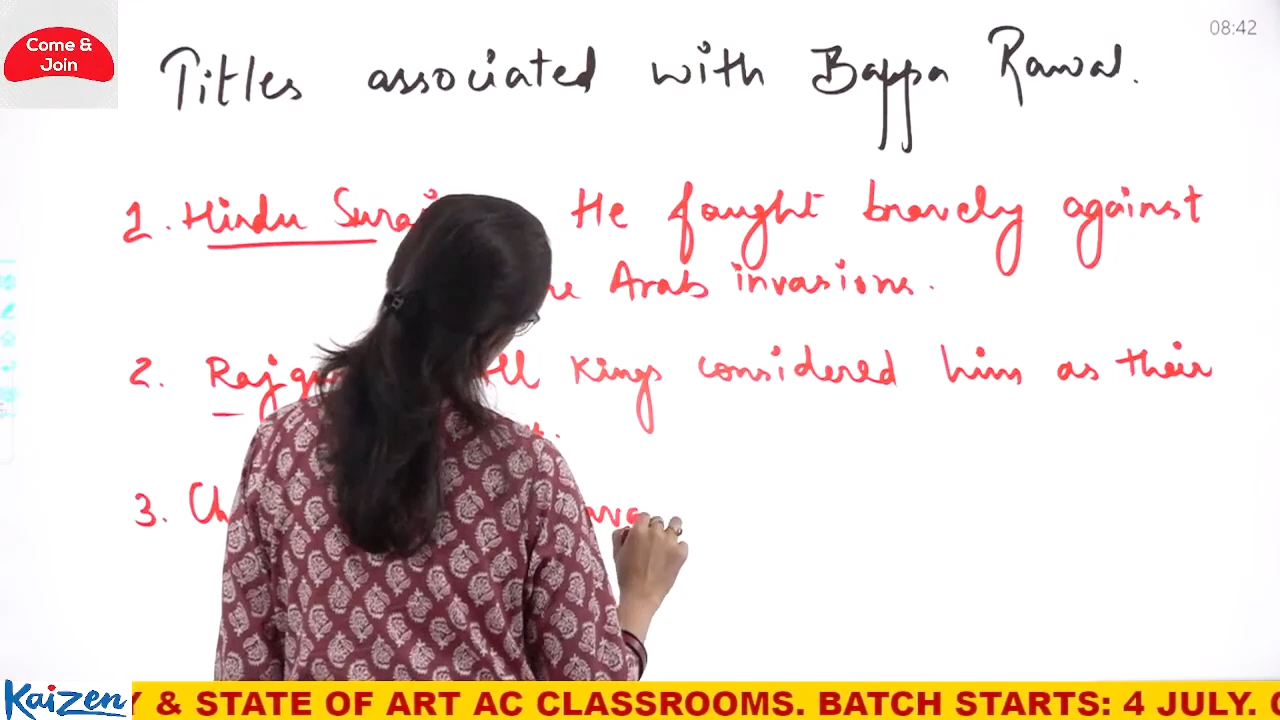 Come &
Join
08:42
Titles associated with Bappa Rawal.
1. Hindu He fought bravely against
Arab invasions.
2. kings considered him as their
3.
Kaizen
& STATE OF ART AC CLASSROOMS. BATCH STARTS: 4 JULY.